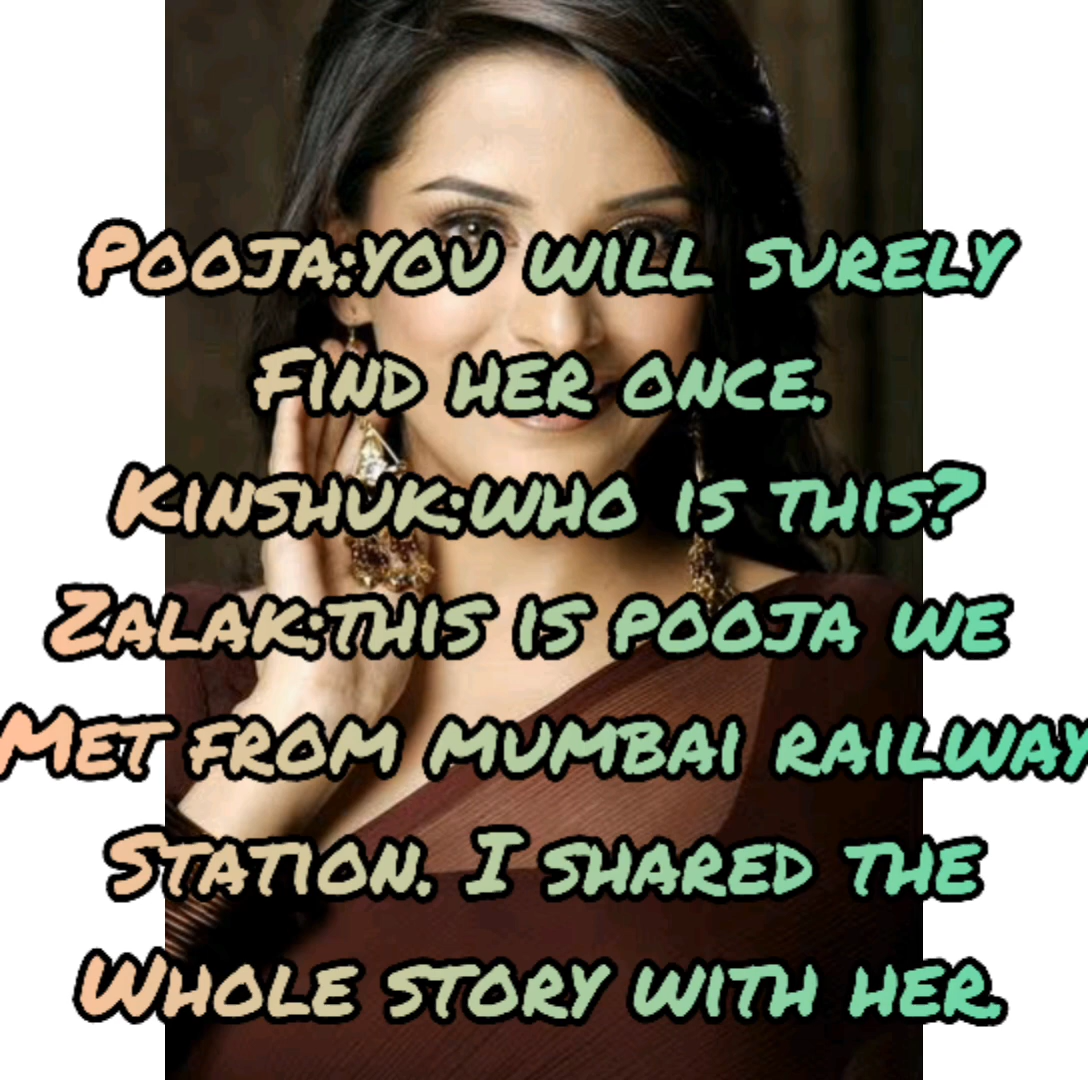 Pooja:you will surely
Find her once.
Kinshuk:who is this?
Zalak:this is pooja we
Met from mumbai railway
Station. I shared the
Whole story with her.